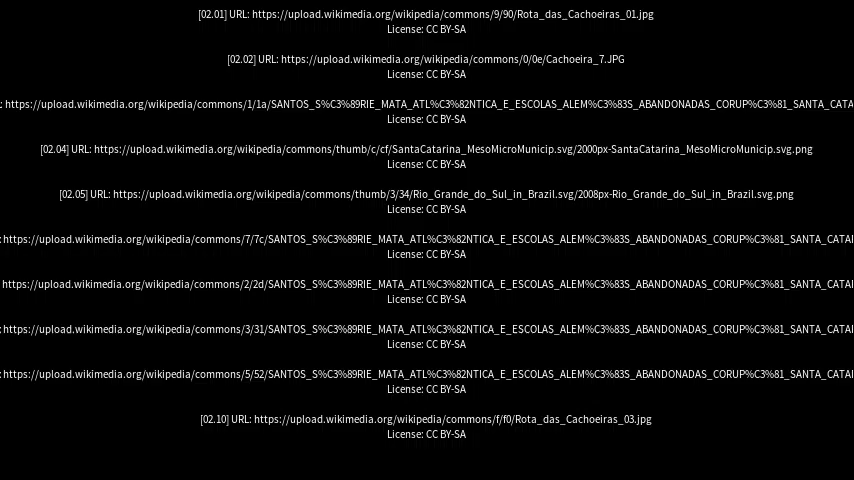 [02.01] URL: https://upload.wikimedia.org/wikipedia/commons/9/90/Rota_das_Cachoeiras_01.jpg
License: CC BY-SA
[02.02] URL: https://upload.wikimedia.org/wikipedia/commons/0/0e/Cachoeira_7.JPG
License: CC BY-SA
: https://upload.wikimedia.org/wikipedia/commons/1/1a/SANTOS_S%C3%89RIE_MATA_ATL%C3%82NTICA_E_ESCOLAS_ALEM%C3%83S_ABANDONADAS_CORUP%C3%81_SANTA_CATA
License: CC BY-SA
[02.04] URL: https://upload.wikimedia.org/wikipedia/commons/thumb/c/cf/SantaCatarina_MesoMicroMunicip.svg/2000px-SantaCatarina_MesoMicroMunicip.svg.png
License: CC BY-SA
[02.05] URL: https://upload.wikimedia.org/wikipedia/commons/thumb/3/34/Rio_Grande_do_Sul_in_Brazil.svg/2008px-Rio_Grande_do_Sul_in_Brazil.svg.png
License: CC BY-SA
: https://upload.wikimedia.org/wikipedia/commons/7/7c/SANTOS_S%C3%89RIE_MATA_ATL%C3%82NTICA_E_ESCOLAS_ALEM%C3%83S_ABANDONADAS_CORUP%C3%81_SANTA_CATA
License: CC BY-SA
https://upload.wikimedia.org/wikipedia/commons/2/2d/SANTOS_S%C3%89RIE_MATA_ATL%C3%82NTICA_E_ESCOLAS_ALEM%C3%83S_ABANDONADAS_CORUP%C3%81_SANTA_CATA
License: CC BY-SA
: https://upload.wikimedia.org/wikipedia/commons/3/31/SANTOS_S%C3%89RIE_MATA_ATL%C3%82NTICA_E_ESCOLAS_ALEM%C3%83S_ABANDONADAS_CORUP%C3%81_SANTA_CATA
License: CC BY-SA
: https://upload.wikimedia.org/wikipedia/commons/5/52/SANTOS_S%C3%89RIE_MATA_ATL%C3%82NTICA_E_ESCOLAS_ALEM%C3%83S_ABANDONADAS_CORUP%C3%81_SANTA_CATA
License: CC BY-SA
[02.10] URL: https://upload.wikimedia.org/wikipedia/commons/f/f0/Rota_das_Cachoeiras_03.jpg
License: CC BY-SA